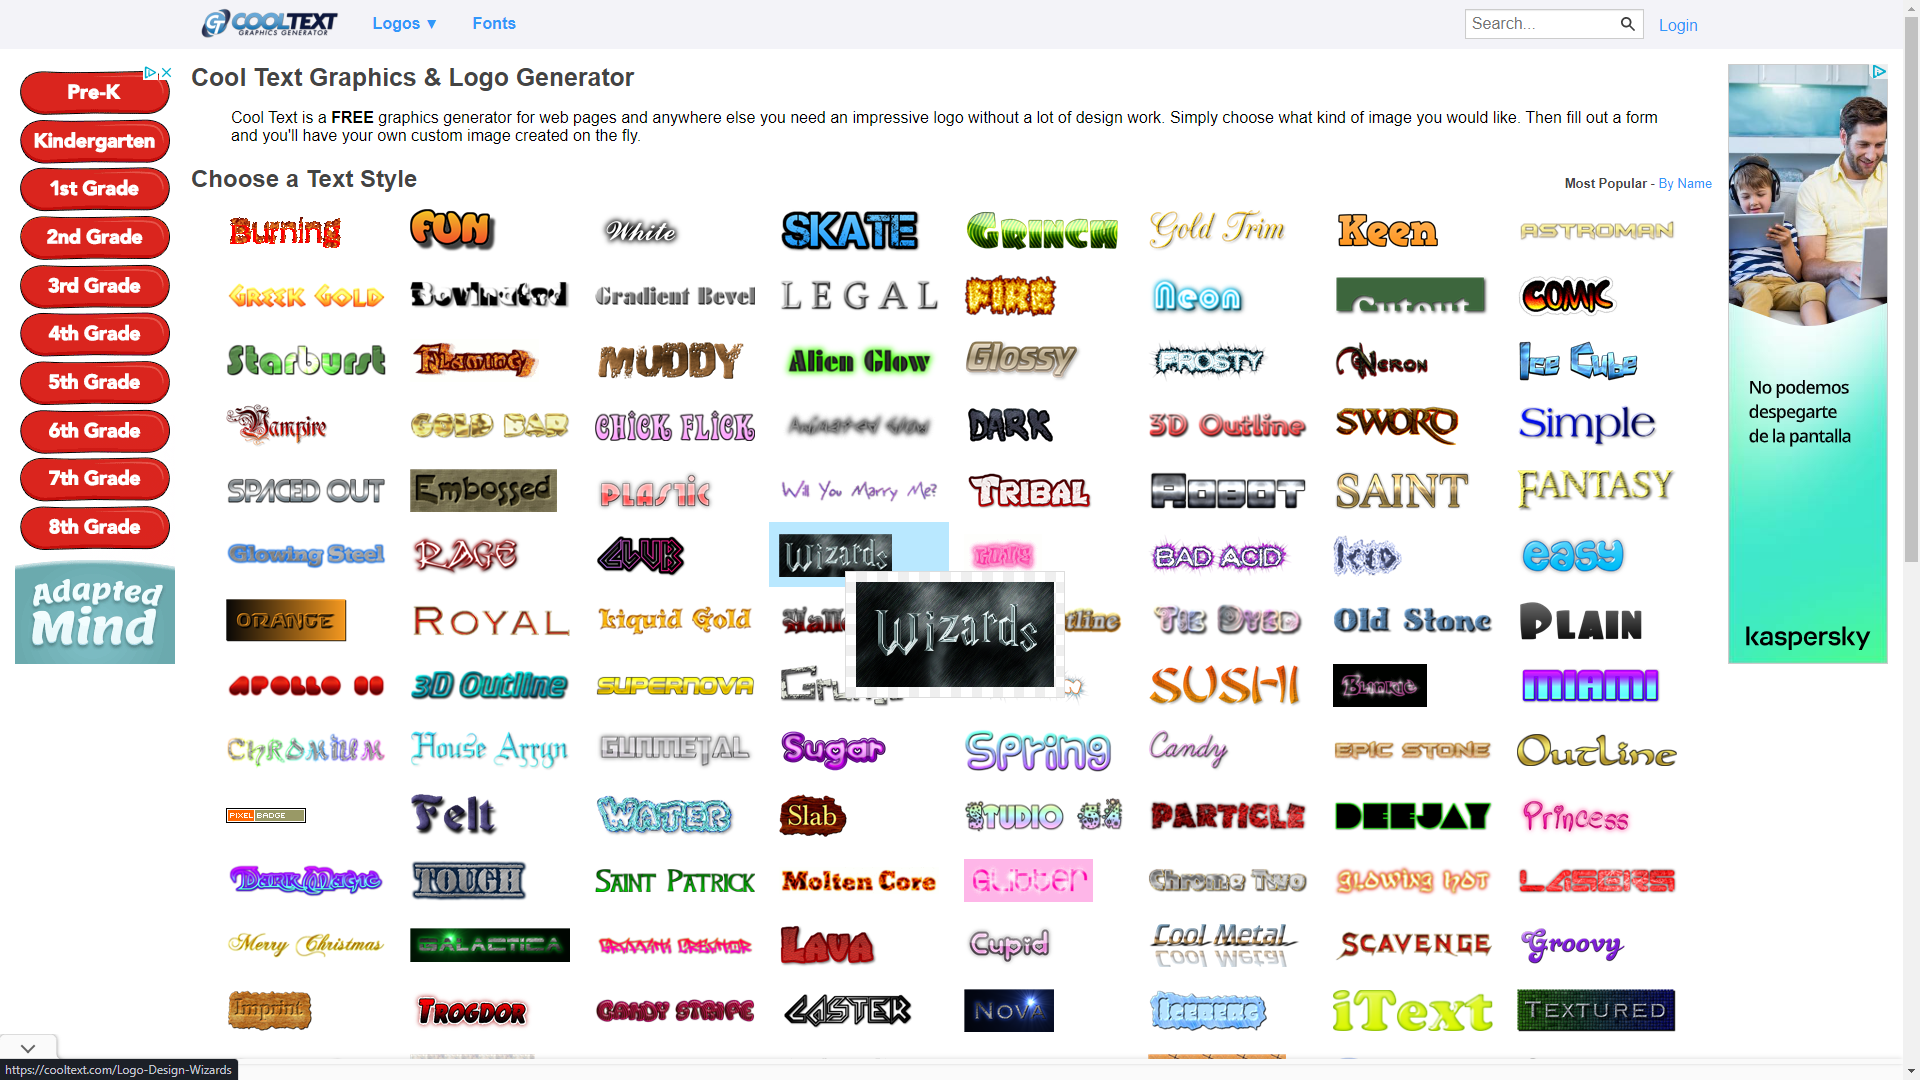 COOLTEXT
GRAPHICS GENERATOR
Logos ▼
Fonts
Search...
Login
Pre-K
Kindergarten
1st Grade
2nd Grade
3rd Grade
4th Grade
5th Grade
6th Grade
7th Grade
8th Grade
Adapted
Mind
Cool Text Graphics & Logo Generator
Cool Text is a FREE graphics generator for web pages and anywhere else you need an impressive logo without a lot of design work. Simply choose what kind of image you would like. Then fill out a form
and you'll have your own custom image created on the fly.
Choose a Text Style
Most Popular - By Name
Burning FUN White SKATE GRINCH Gold Trim Keen ASTROMAN
GREEK GOLD Bovinated Gradient Bevel LEGAL FIRE Neon Cutout COMIC
Starburst Flaming MUDDY Alien Glow Glossy FROSTY NERON ICE CUBE
Vampire GOLD BAR CHICK FLICK Animated Glow DARK 3D Outline SWORD Simple
SPACED OUT Embossed PLASTIC Will You Marry Me? TRIBAL ROBOT SAINT FANTASY
Glowing Steel RAGE CLUB Wizards BAD ACID KID easy
Wizards
ORANGE ROYAL Liquid Gold TIE DYED Old Stone PLAIN
APOLLO 11 3D Outline SUPERNOVA Grunge SUSHI Blinkie MIAMI
CHROMIUM House Arryn GUNMETAL Sugar Spring Candy EPIC STONE OUTLINE
PIXEL BADGE Felt WATER Slab STUDIO 54 PARTICLE DEEJAY Princess
DARK MAGIC TOUGH SAINT PATRICK Molten Core Glitter Chrome Two GLOWING HOT LASERS
Merry Christmas GALACTICA GRAFFITI CREATOR LAVA Cupid Cool Metal SCAVENGE Groovy
Imprint TROGDOR CANDY STRIPE CASTER NOVA ICEBERG iText TEXTURED
No podemos
despegarte
de la pantalla
kaspersky
https://cooltext.com/Logo-Design-Wizards